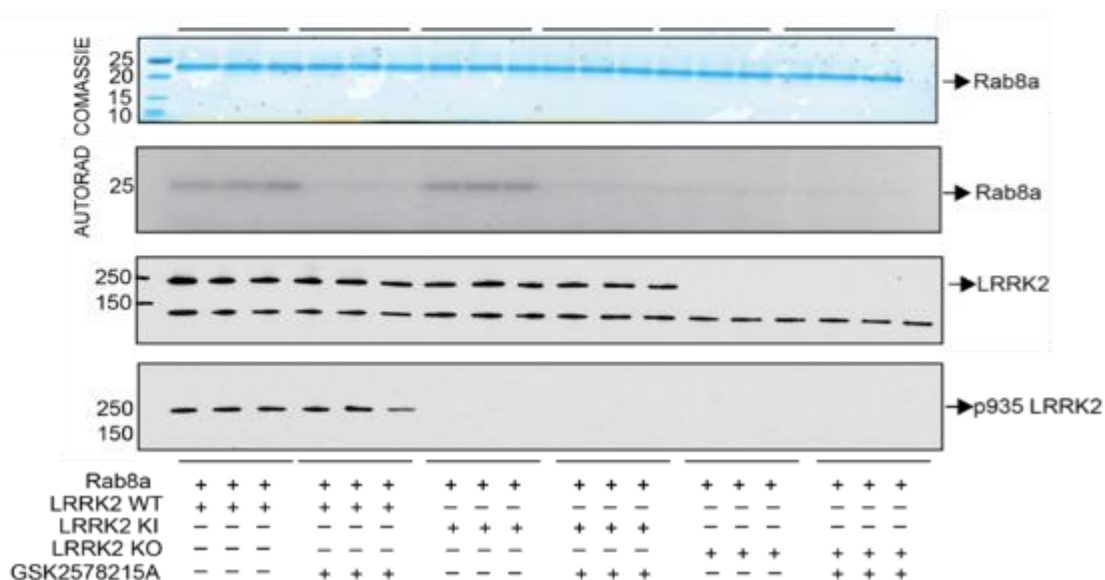 COMASSIE
25
20
15
10
Rab8a
AUTORAD
25
Rab8a
250
150
LRRK2
250
150
p935 LRRK2
Rab8a + + + + + + + + + + + + + + + + + +
LRRK2 WT + + + + + + − − − − − − − − − − − −
LRRK2 KI − − − − − − + + + + + + − − − − − −
LRRK2 KO − − − − − − − − − − − − + + + + + +
GSK2578215A − − − + + + − − − + + + − − − + + +